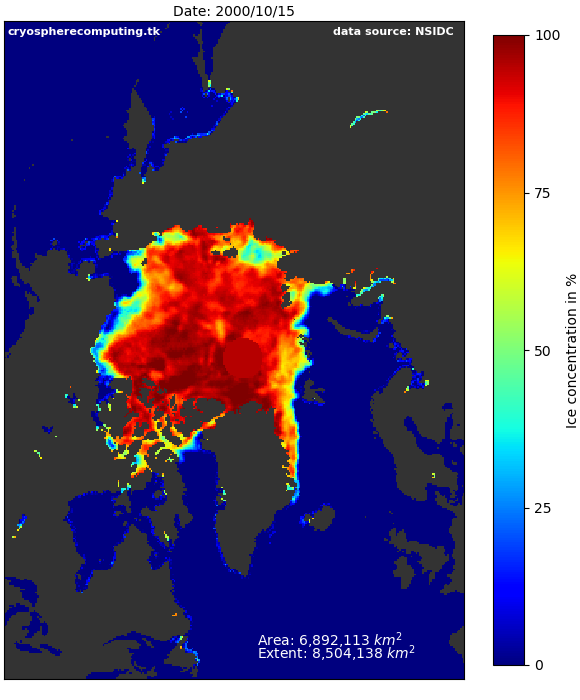 Date: 2000/10/15
cryospherecomputing.tk
data source: NSIDC
100
75
50
25
0
Ice concentration in %
Area: 6,892,113 km²
Extent: 8,504,138 km²